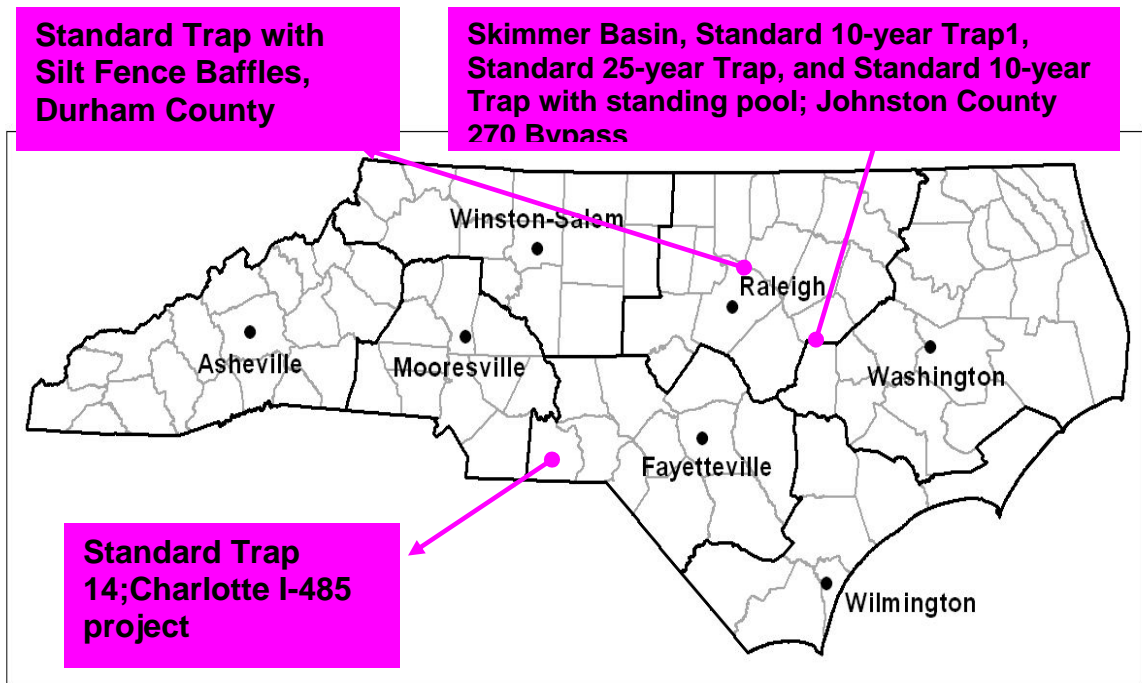 Standard Trap with
Silt Fence Baffles,
Durham County
Skimmer Basin, Standard 10-year Trap1,
Standard 25-year Trap, and Standard 10-year
Trap with standing pool; Johnston County
270 Bypass
Winston-Salem
Raleigh
Asheville
Mooresville
Washington
Fayetteville
Standard Trap
14;Charlotte I-485
project
Wilmington